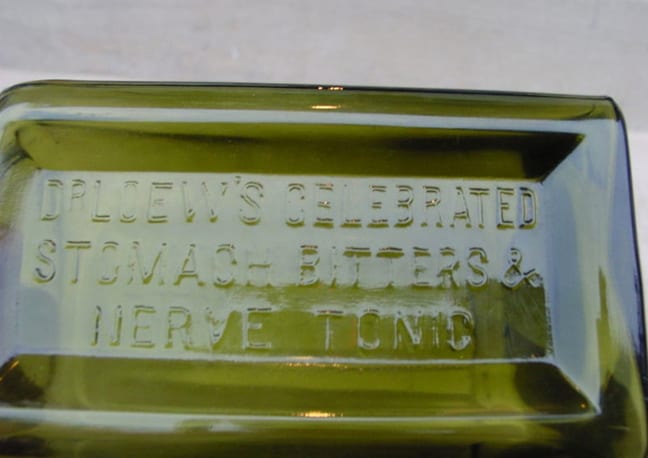 DR LOEW'S CELEBRATED
STOMACH BITTERS &
NERVE TONIC